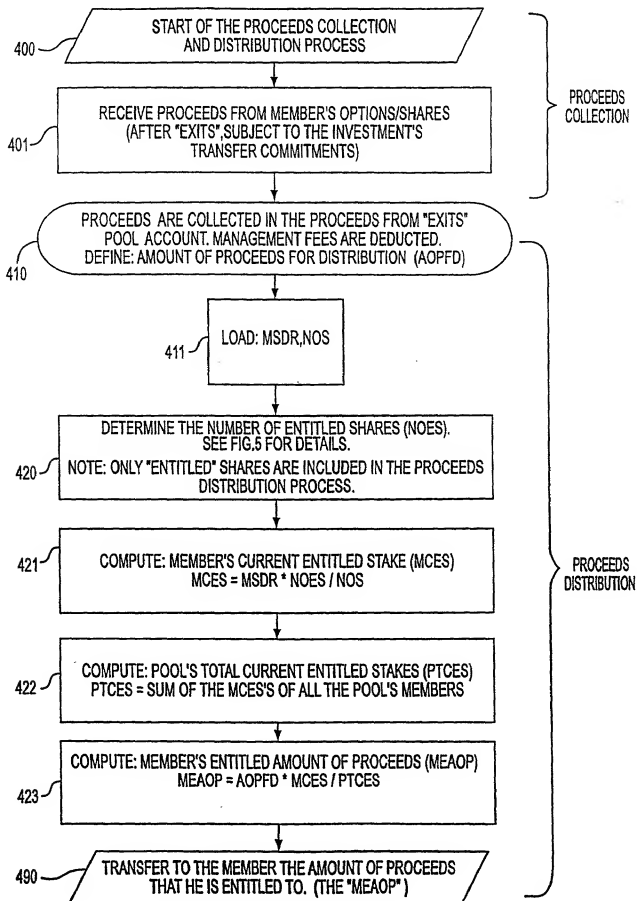 START OF THE PROCEEDS COLLECTION
AND DISTRIBUTION PROCESS
400
RECEIVE PROCEEDS FROM MEMBER'S OPTIONS/SHARES
(AFTER "EXITS",SUBJECT TO THE INVESTMENT'S
TRANSFER COMMITMENTS)
401
PROCEEDS
COLLECTION
PROCEEDS ARE COLLECTED IN THE PROCEEDS FROM "EXITS"
POOL ACCOUNT. MANAGEMENT FEES ARE DEDUCTED.
DEFINE: AMOUNT OF PROCEEDS FOR DISTRIBUTION (AOPFD)
410
LOAD: MSDR,NOS
411
DETERMINE THE NUMBER OF ENTITLED SHARES (NOES).
SEE FIG.5 FOR DETAILS.
NOTE: ONLY "ENTITLED" SHARES ARE INCLUDED IN THE PROCEEDS
DISTRIBUTION PROCESS.
420
COMPUTE: MEMBER'S CURRENT ENTITLED STAKE (MCES)
MCES = MSDR * NOES / NOS
421
PROCEEDS
DISTRIBUTION
COMPUTE: POOL'S TOTAL CURRENT ENTITLED STAKES (PTCES)
PTCES = SUM OF THE MCES'S OF ALL THE POOL'S MEMBERS
422
COMPUTE: MEMBER'S ENTITLED AMOUNT OF PROCEEDS (MEAOP)
MEAOP = AOPFD * MCES / PTCES
423
TRANSFER TO THE MEMBER THE AMOUNT OF PROCEEDS
THAT HE IS ENTITLED TO. (THE "MEAOP" )
490